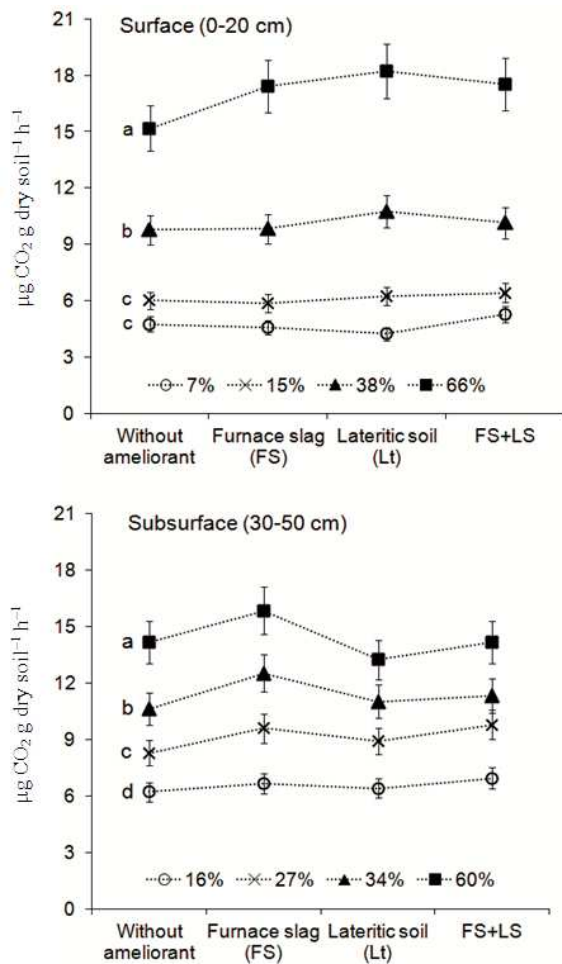 21
Surface (0-20 cm)
18
15
a
12
b
9
6
c
c
3
7% 15% 38% 66%
0
µg CO₂ g dry soil⁻¹ h⁻¹
Without Furnace slag Lateritic soil FS+LS
ameliorant (FS) (Lt)
21
Subsurface (30-50 cm)
18
15
a
12
b
9
c
6
d
3
16% 27% 34% 60%
0
µg CO₂ g dry soil⁻¹ h⁻¹
Without Furnace slag Lateritic soil FS+LS
ameliorant (FS) (Lt)